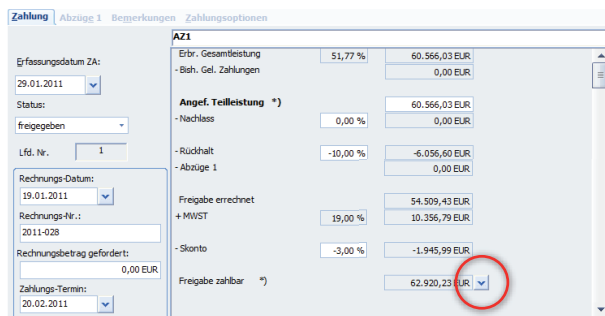 Zahlung Abzüge 1 Bemerkungen Zahlungsoptionen
AZ1
Erfassungsdatum ZA:
29.01.2011
Status:
freigegeben
Lfd. Nr. 1
Rechnungs-Datum:
19.01.2011
Rechnungs-Nr.:
2011-028
Rechnungsbetrag gefordert:
0,00 EUR
Zahlungs-Termin:
20.02.2011
Erbr. Gesamtleistung 51,77 % 60.566,03 EUR
- Bish. Gel. Zahlungen 0,00 EUR
Angef. Teilleistung *) 60.566,03 EUR
- Nachlass 0,00 % 0,00 EUR
- Rückhalt -10,00 % -6.056,60 EUR
- Abzüge 1 0,00 EUR
Freigabe errechnet 54.509,43 EUR
+ MWST 19,00 % 10.356,79 EUR
- Skonto -3,00 % -1.945,99 EUR
Freigabe zahlbar *) 62.920,23 EUR